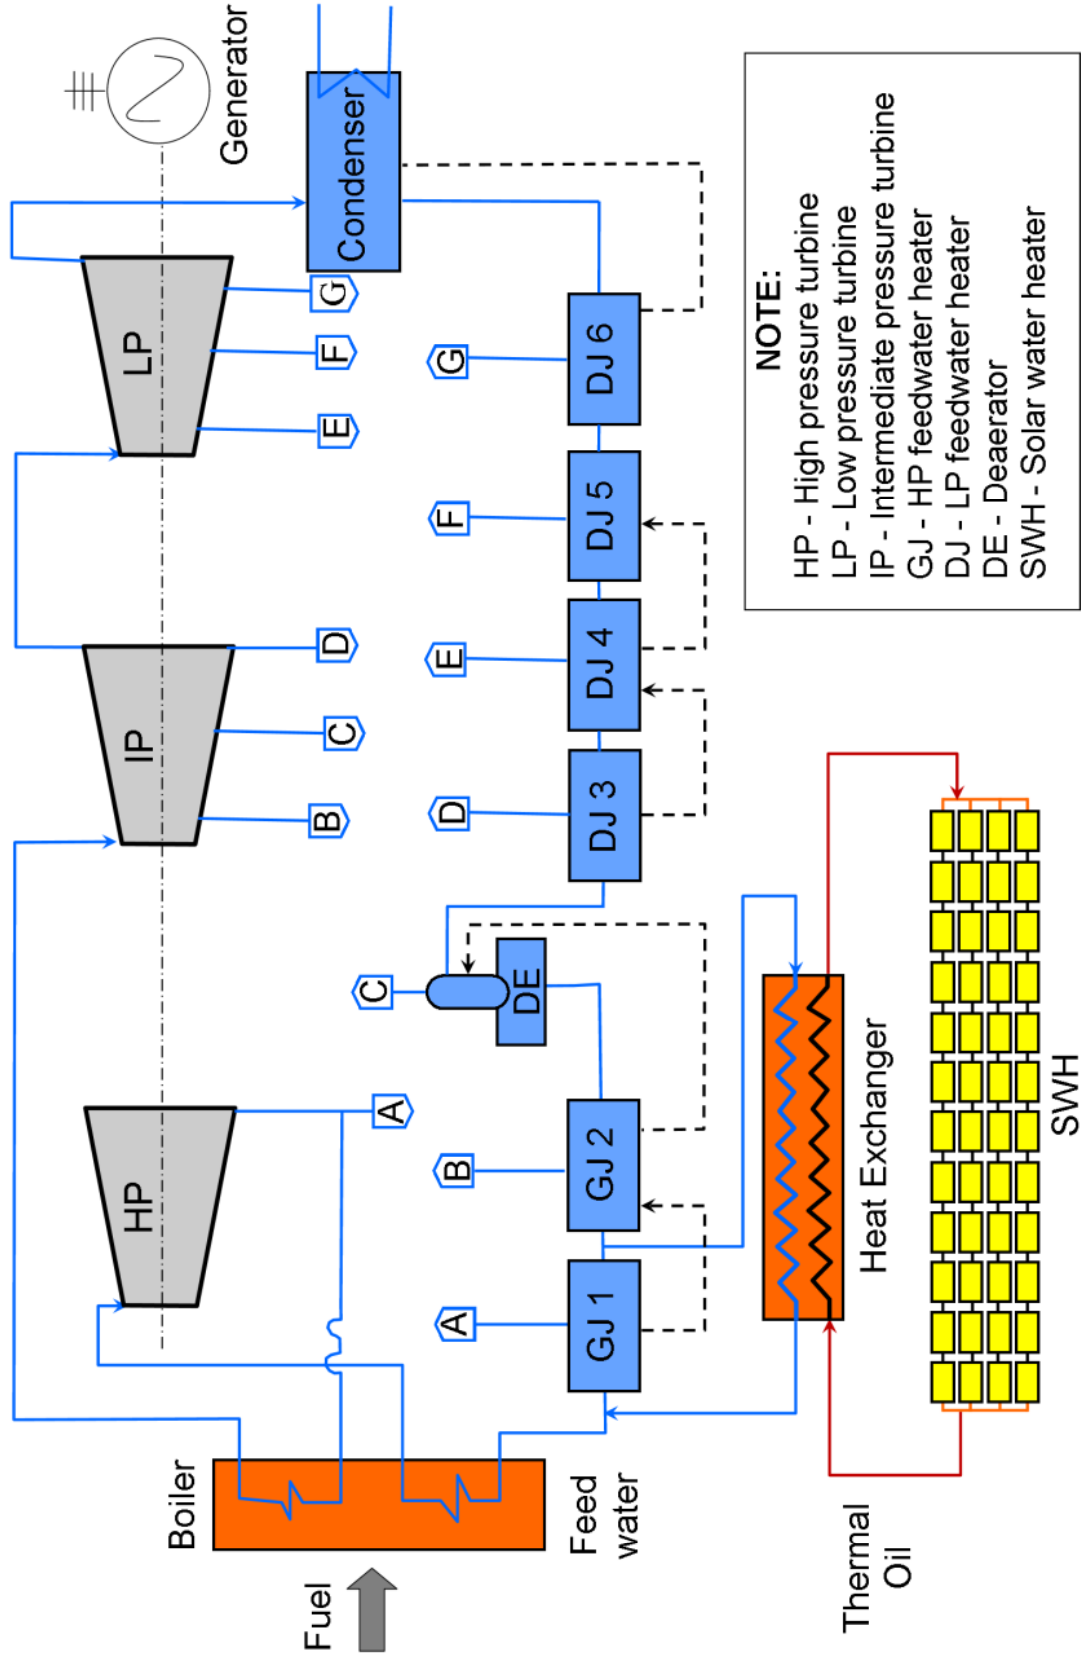 Fuel
Boiler
HP
IP
LP
Generator
A
B
C
D
E
F
G
Condenser
Feed
water
A
B
C
D
E
F
G
GJ 1
GJ 2
DE
DJ 3
DJ 4
DJ 5
DJ 6
Thermal
Oil
Heat Exchanger
SWH
NOTE:
HP - High pressure turbine
LP - Low pressure turbine
IP - Intermediate pressure turbine
GJ - HP feedwater heater
DJ - LP feedwater heater
DE - Deaerator
SWH - Solar water heater